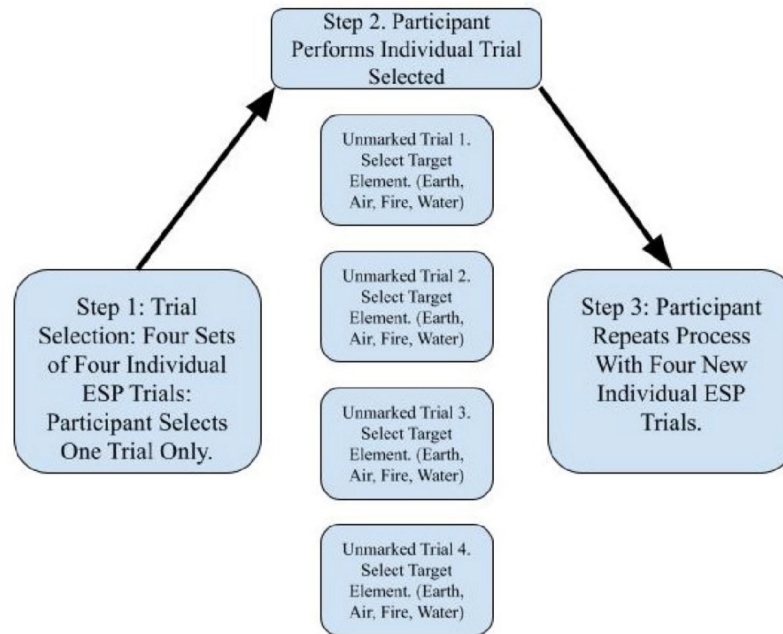 Step 2. Participant
Performs Individual Trial
Selected
Unmarked Trial 1.
Select Target
Element. (Earth,
Air, Fire, Water)
Unmarked Trial 2.
Select Target
Element. (Earth,
Air, Fire, Water)
Step 1: Trial
Selection: Four Sets
of Four Individual
ESP Trials:
Participant Selects
One Trial Only.
Step 3: Participant
Repeats Process
With Four New
Individual ESP
Trials.
Unmarked Trial 3.
Select Target
Element. (Earth,
Air, Fire, Water)
Unmarked Trial 4.
Select Target
Element. (Earth,
Air, Fire, Water)